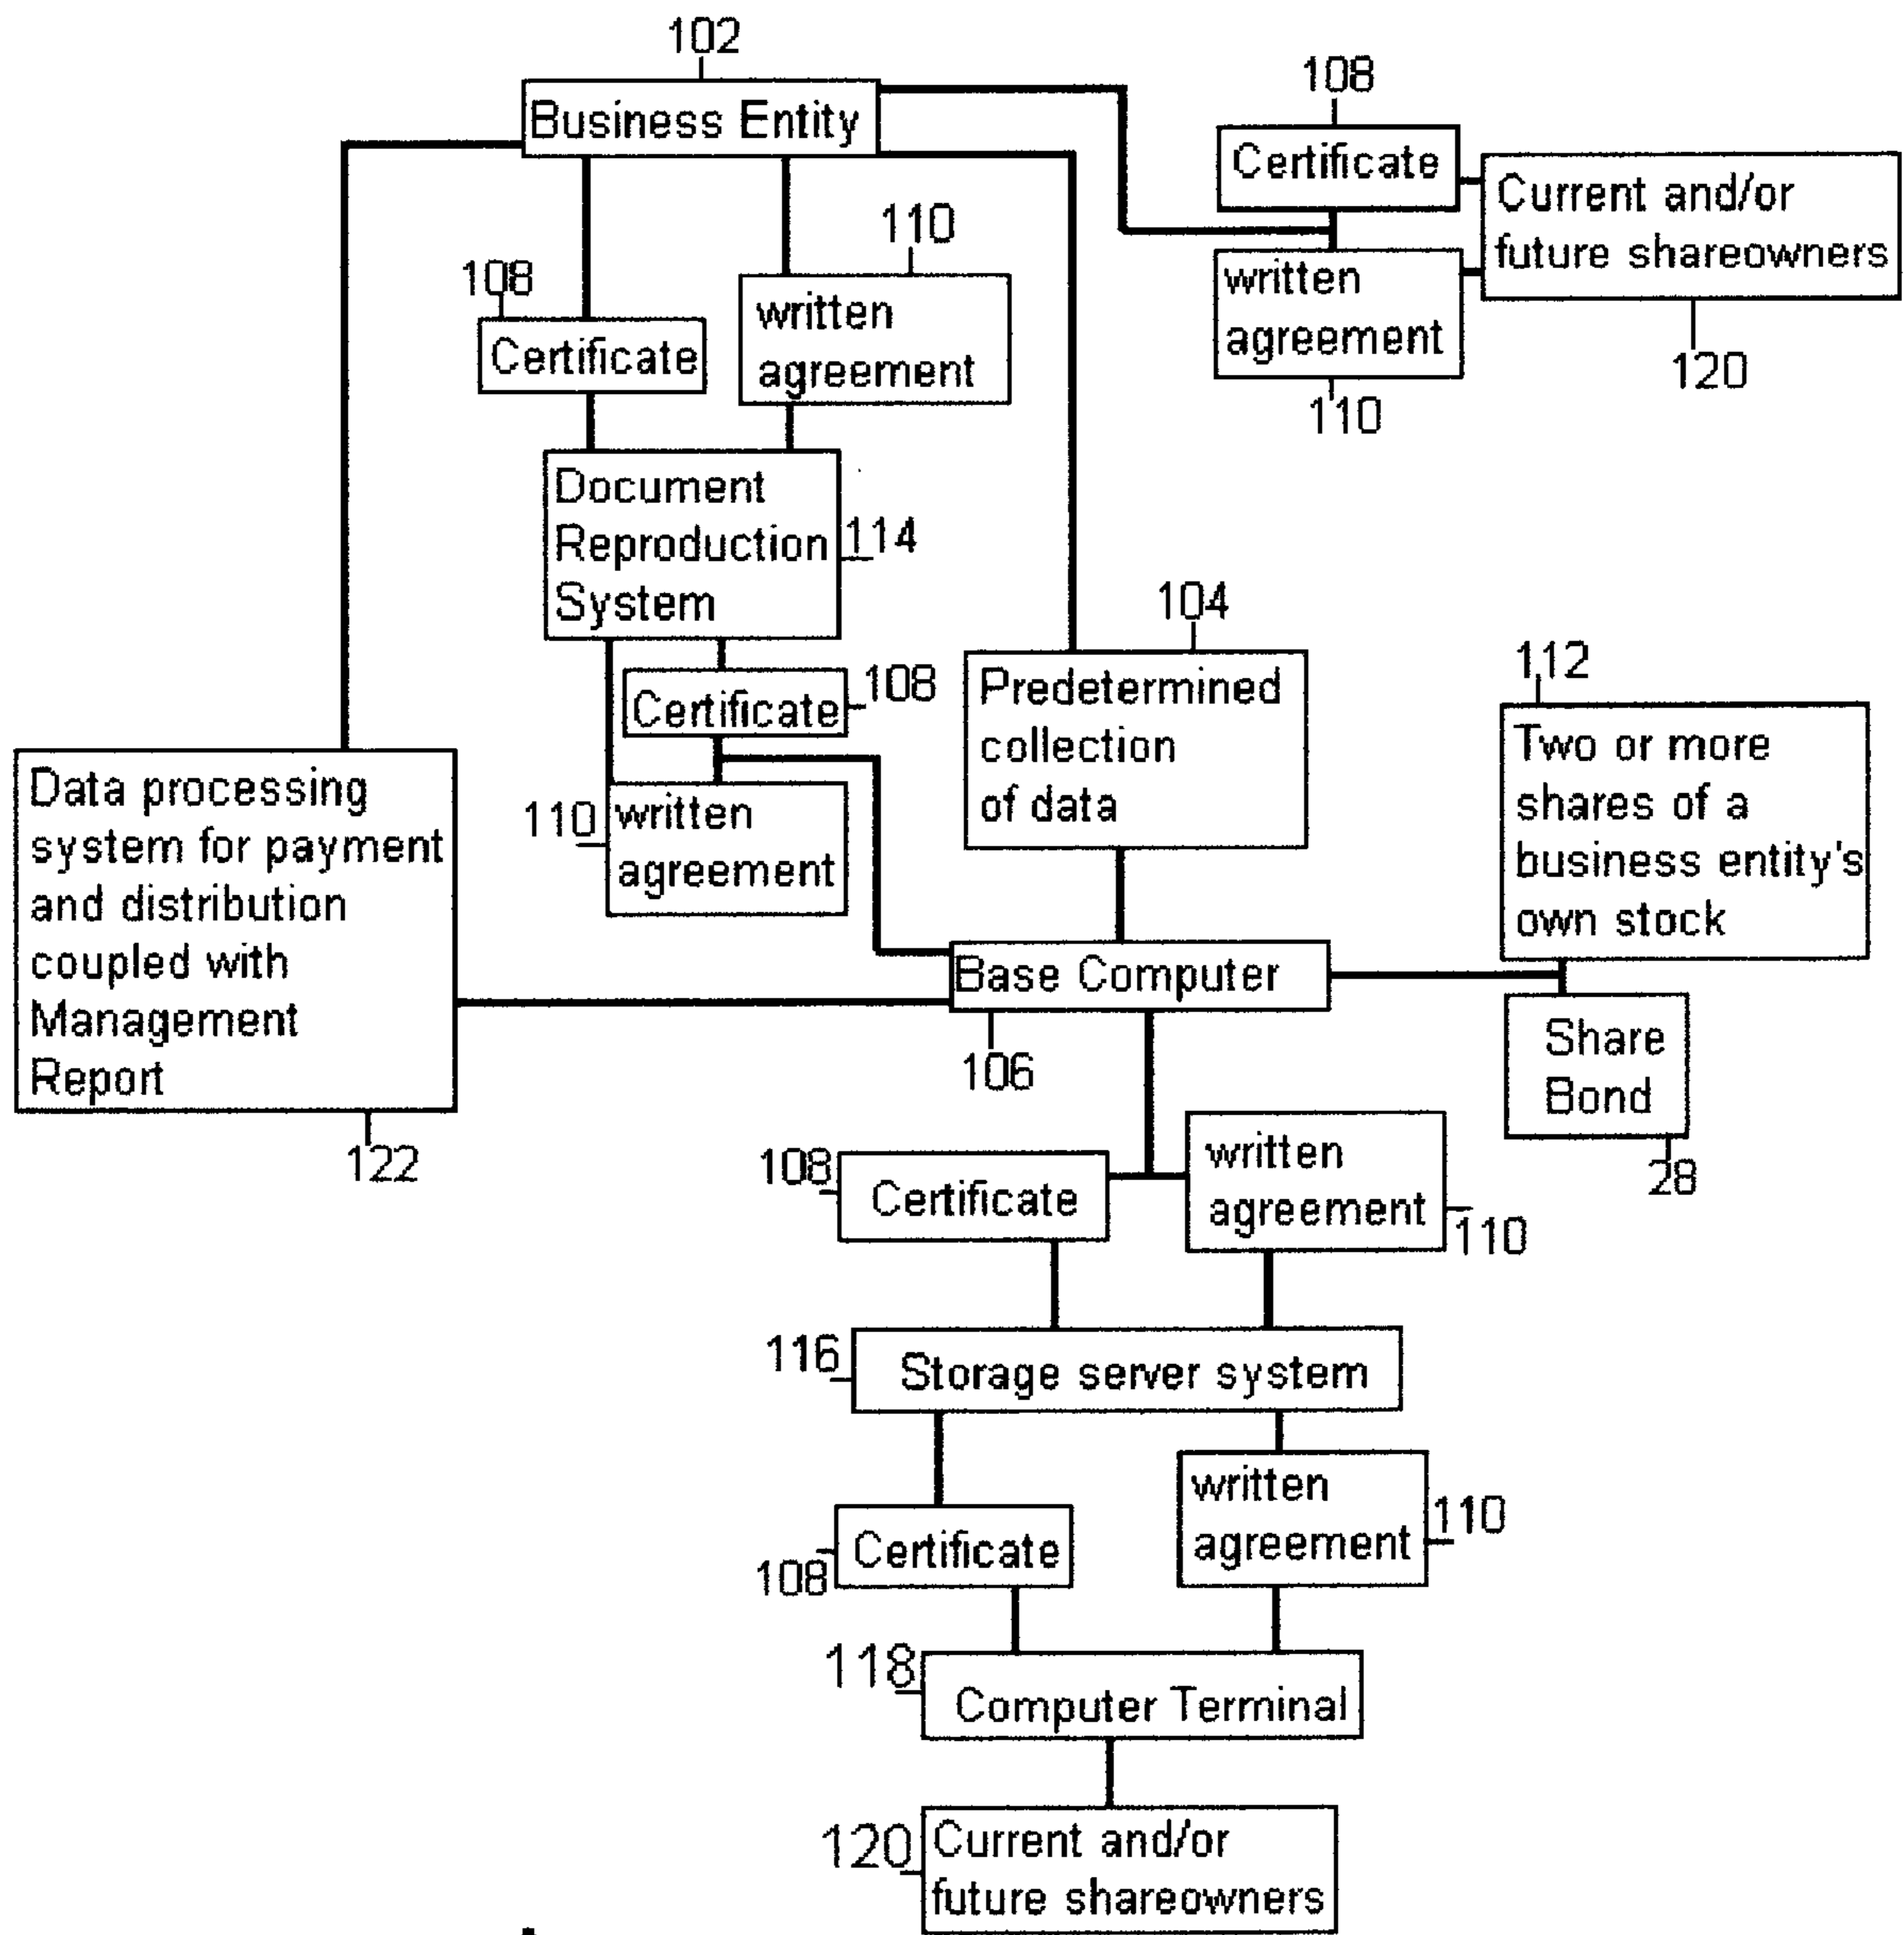 102
Business Entity
108
Certificate
Current and/or
future shareowners
120
written
agreement
110
108
Certificate
110
written
agreement
Document
Reproduction
System
114
Certificate
108
110
written
agreement
104
Predetermined
collection
of data
112
Two or more
shares of a
business entity's
own stock
Share
Bond
28
Data processing
system for payment
and distribution
coupled with
Management
Report
122
Base Computer
106
108
Certificate
written
agreement
110
116
Storage server system
Certificate
108
written
agreement
110
118
Computer Terminal
120
Current and/or
future shareowners